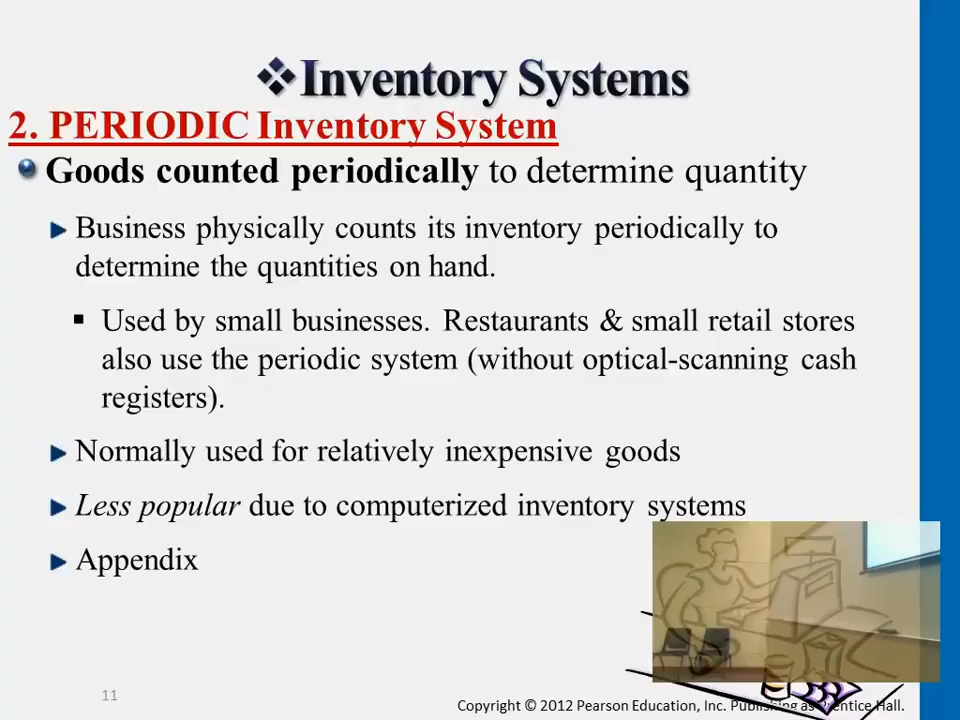 ❖Inventory Systems
2. PERIODIC Inventory System
Goods counted periodically to determine quantity
Business physically counts its inventory periodically to
determine the quantities on hand.
▪ Used by small businesses. Restaurants & small retail stores
also use the periodic system (without optical-scanning cash
registers).
Normally used for relatively inexpensive goods
Less popular due to computerized inventory systems
Appendix
11
Copyright © 2012 Pearson Education, Inc. Publishing as Prentice Hall.